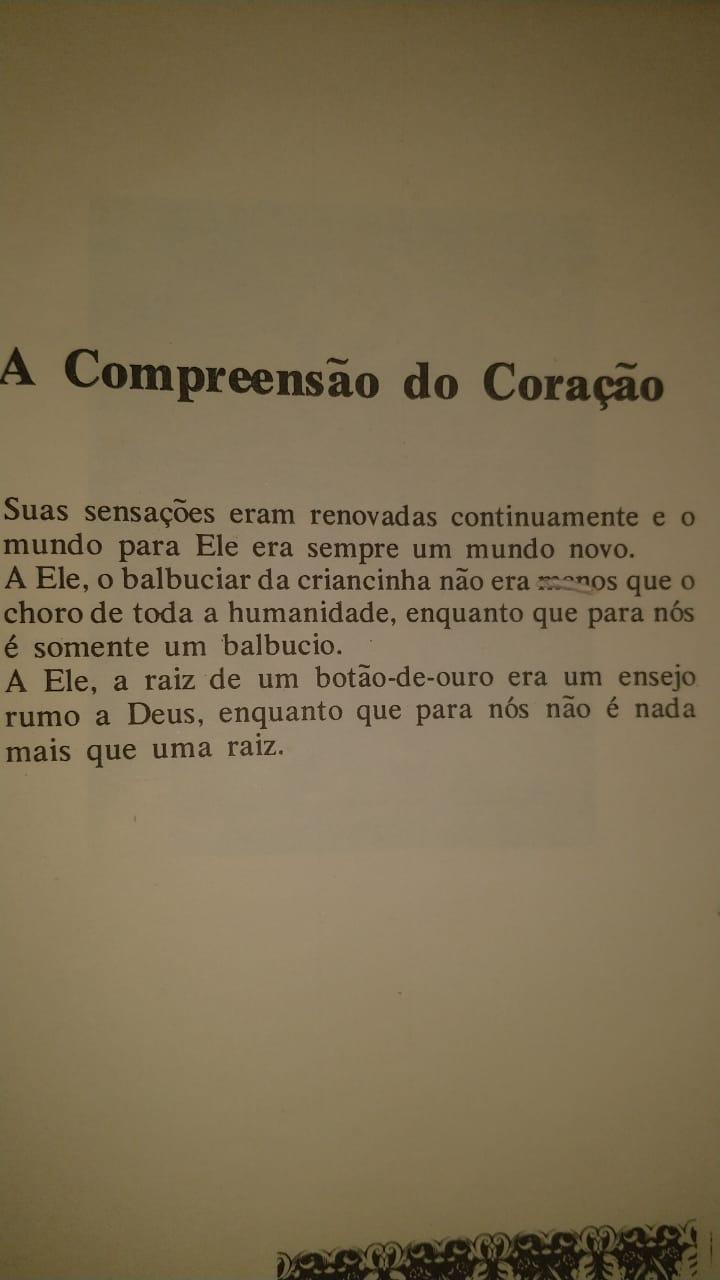 A Compreensão do Coração
Suas sensações eram renovadas continuamente e o
mundo para Ele era sempre um mundo novo.
A Ele, o balbuciar da criancinha não era menos que o
choro de toda a humanidade, enquanto que para nós
é somente um balbucio.
A Ele, a raiz de um botão-de-ouro era um ensejo
rumo a Deus, enquanto que para nós não é nada
mais que uma raiz.